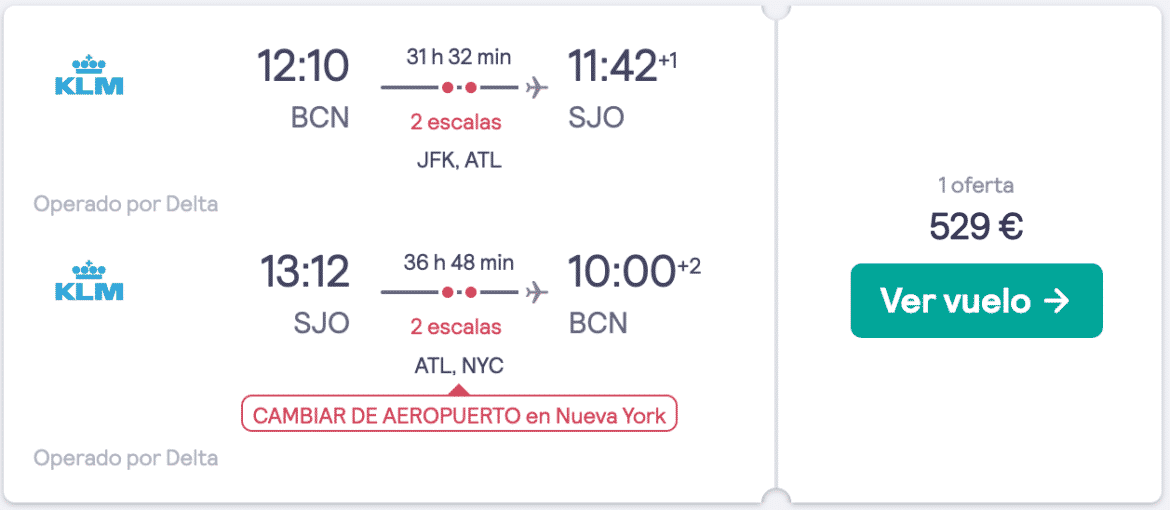 KLM
12:10
BCN
31 h 32 min
2 escalas
JFK, ATL
11:42+1
SJO
Operado por Delta
KLM
13:12
SJO
36 h 48 min
2 escalas
ATL, NYC
10:00+2
BCN
CAMBIAR DE AEROPUERTO en Nueva York
Operado por Delta
1 oferta
529 €
Ver vuelo →